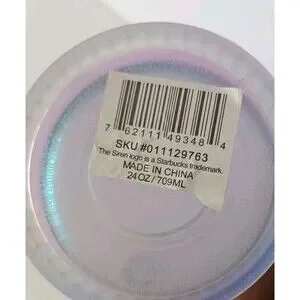 7 62111 49348 4
SKU #011129763
The Siren logo is a Starbucks trademark.
MADE IN CHINA
24OZ/709ML